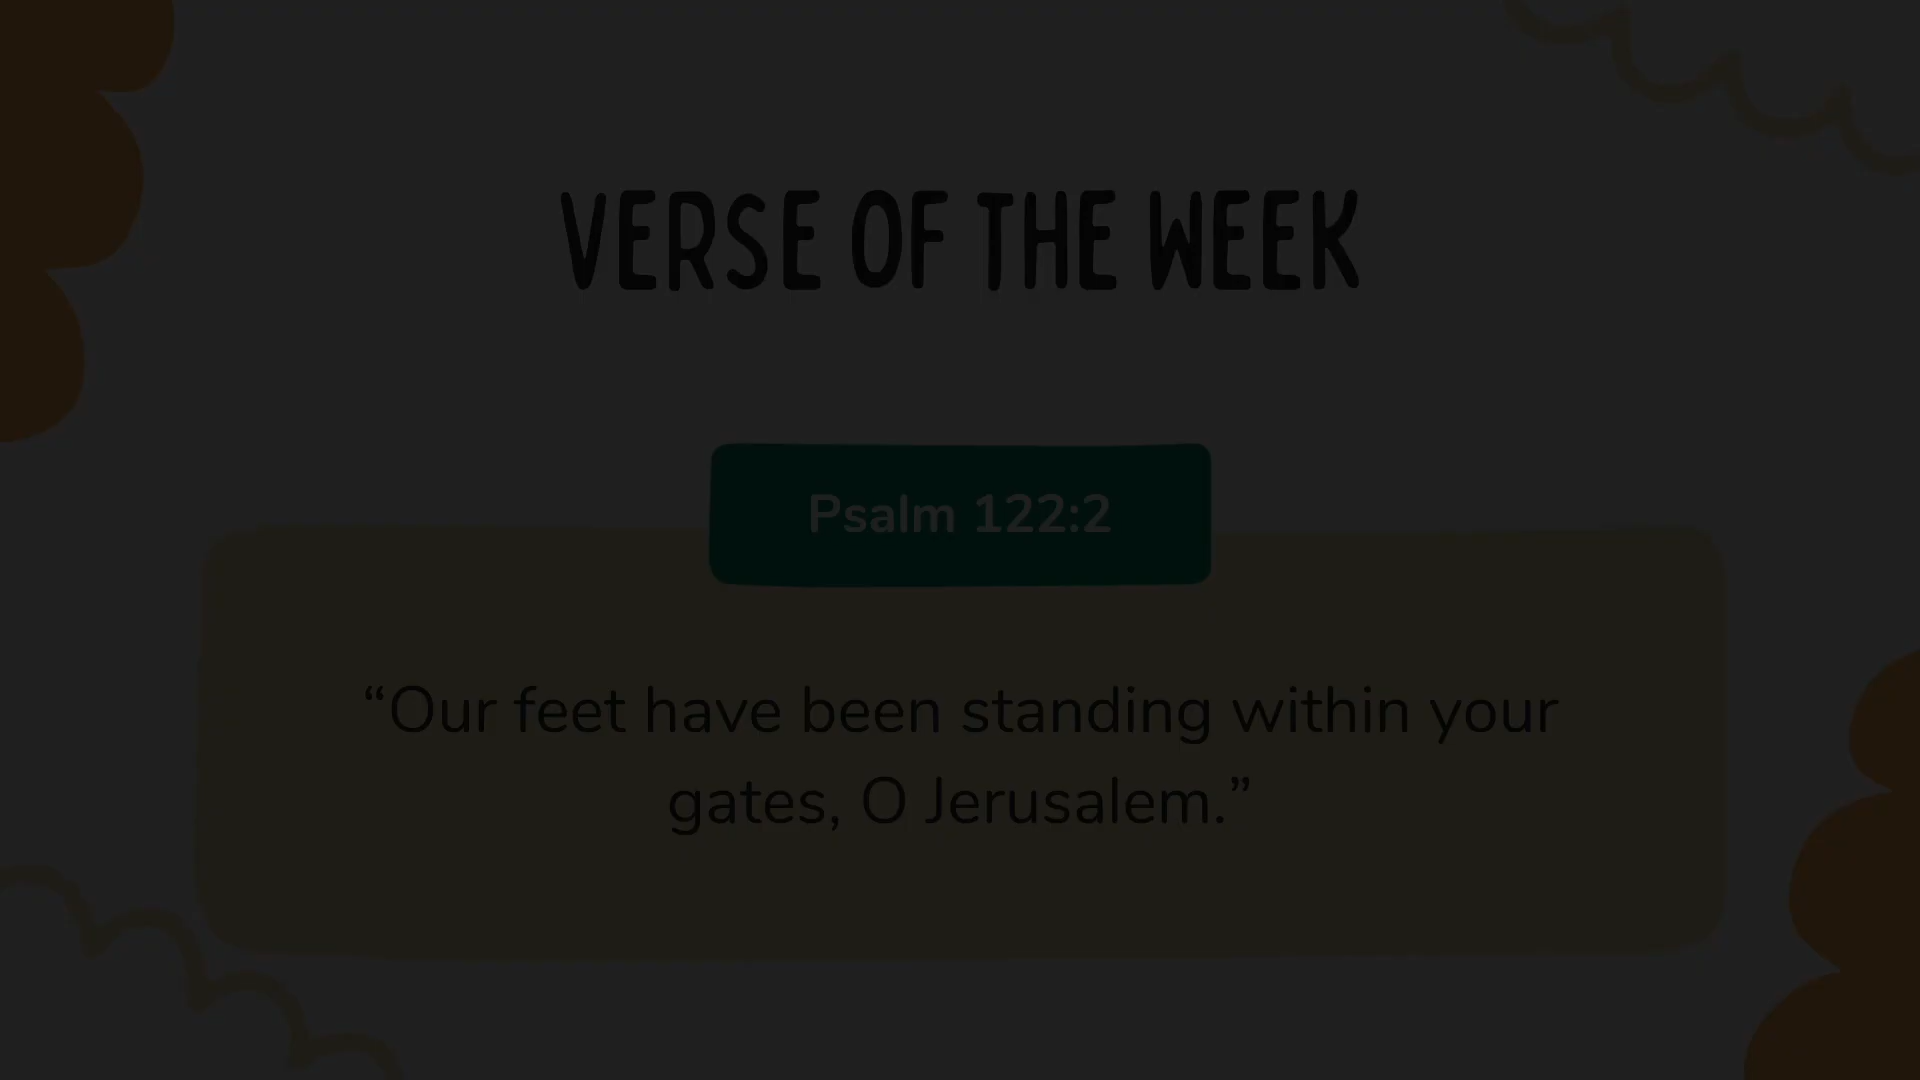 VERSE OF THE WEEK
Psalm 122:2
“Our feet have been standing within your
gates, O Jerusalem.”